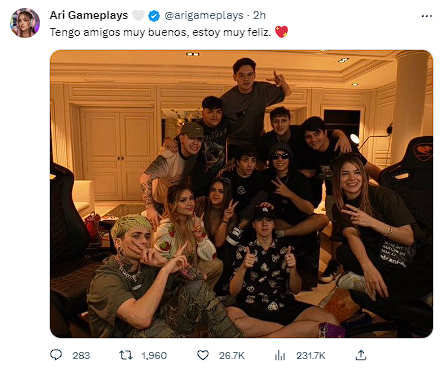 Ari Gameplays 🤍 @arigameplays · 2h
Tengo amigos muy buenos, estoy muy feliz. 💖
283 1,960 26.7K 231.7K